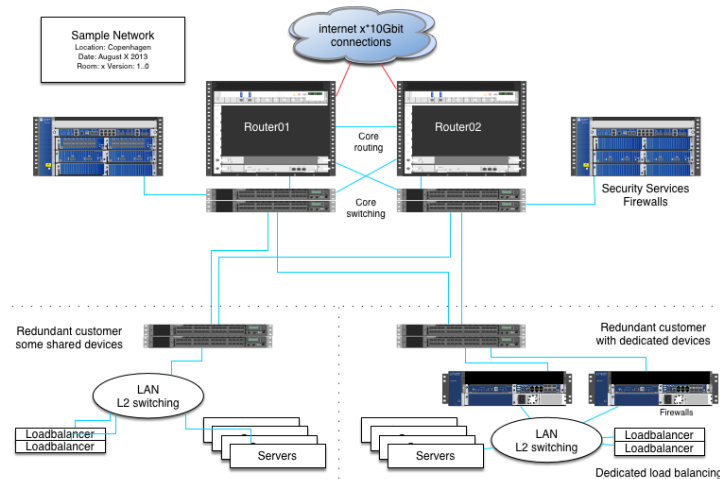 Sample Network
Location: Copenhagen
Date: August X 2013
Room: x Version: 1..0
internet x*10Gbit
connections
Router01
Router02
Core
routing
Core
switching
Security Services
Firewalls
Redundant customer
some shared devices
Redundant customer
with dedicated devices
LAN
L2 switching
Loadbalancer
Loadbalancer
Servers
Firewalls
Servers
LAN
L2 switching
Loadbalancer
Loadbalancer
Dedicated load balancing